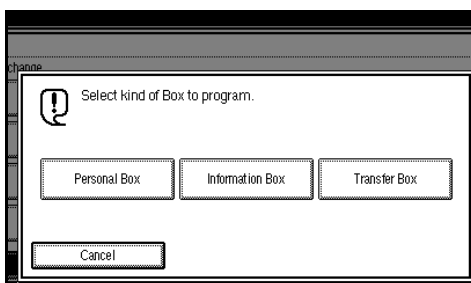 change
Select kind of Box to program.
Personal Box Information Box Transfer Box
Cancel